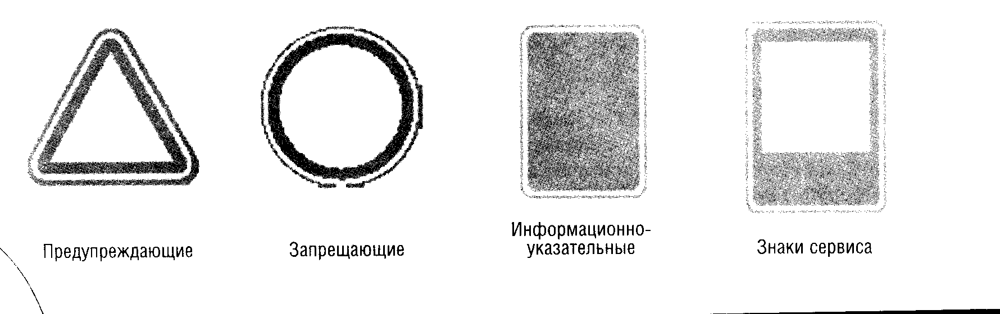 Предупреждающие
Запрещающие
Информационно-
указательные
Знаки сервиса